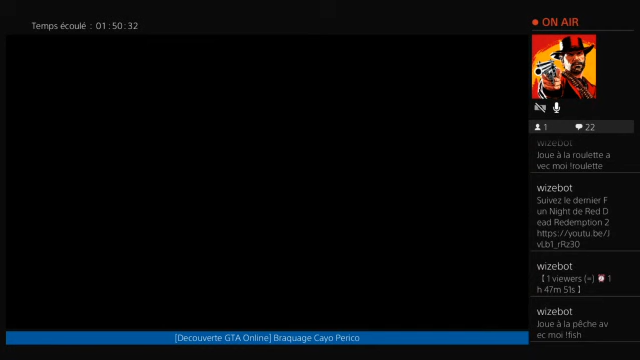 Temps écoulé : 01:50:32
ON AIR
1 22
wizebot
Joue à la roulette a
vec moi !roulette
wizebot
Suivez le dernier F
un Night de Red D
ead Redemption 2
https://youtu.be/J
vLb1_rRz30
wizebot
【 1 viewers (=) ⏰ 1
h 47m 51s 】
wizebot
Joue à la pêche av
ec moi !fish
[Decouverte GTA Online] Braquage Cayo Perico